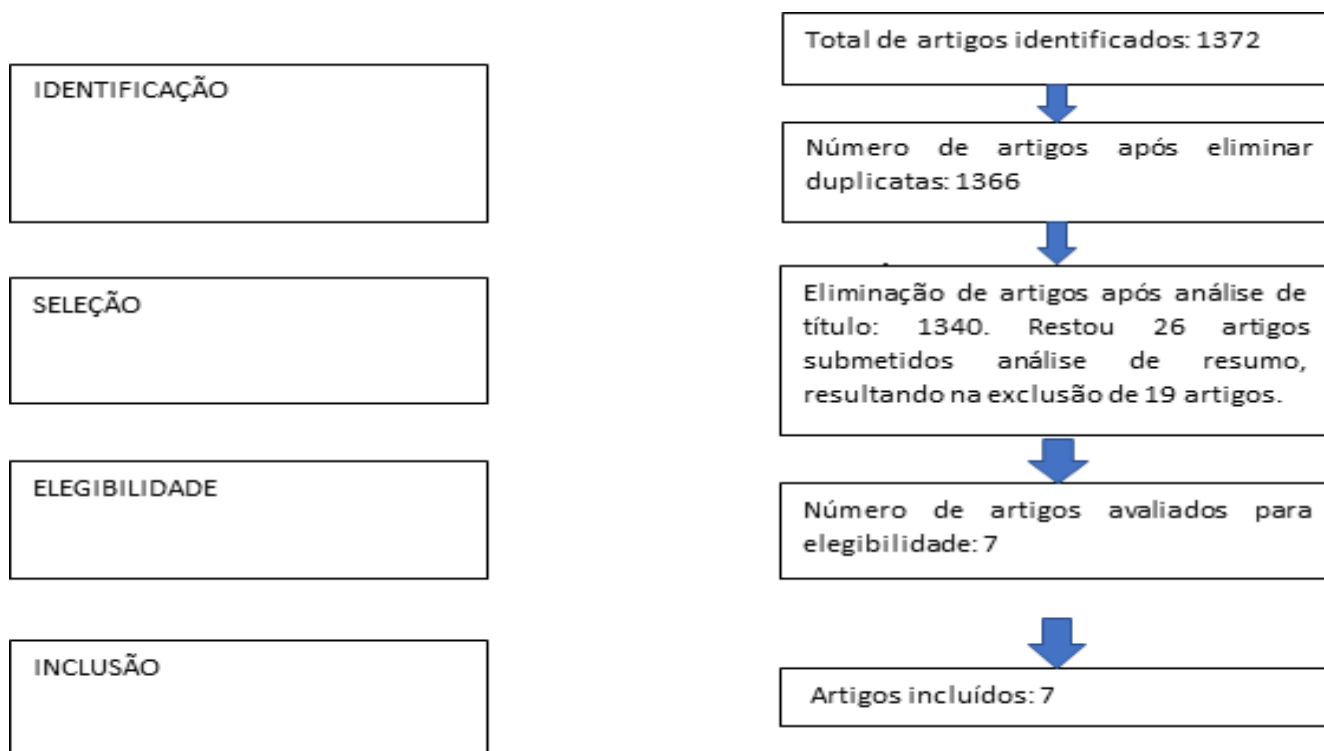 IDENTIFICAÇÃO
Total de artigos identificados: 1372
Número de artigos após eliminar
duplicatas: 1366
SELEÇÃO
Eliminação de artigos após análise de
título: 1340. Restou 26 artigos
submetidos análise de resumo,
resultando na exclusão de 19 artigos.
ELEGIBILIDADE
Número de artigos avaliados para
elegibilidade: 7
INCLUSÃO
Artigos incluídos: 7